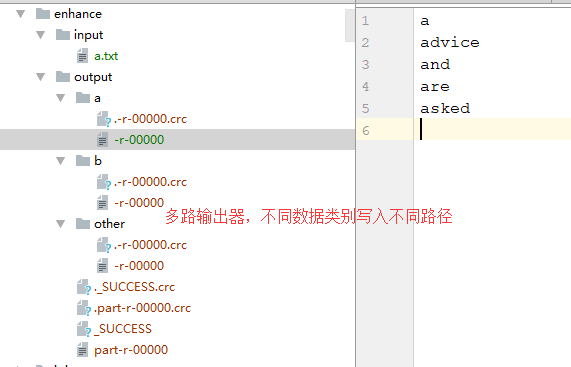 enhance
input
a.txt
output
a
.-r-00000.crc
-r-00000
b
.-r-00000.crc
-r-00000
other
.-r-00000.crc
-r-00000
._SUCCESS.crc
.part-r-00000.crc
_SUCCESS
part-r-00000
1 a
2 advice
3 and
4 are
5 asked
6
多路输出器，不同数据类别写入不同路径